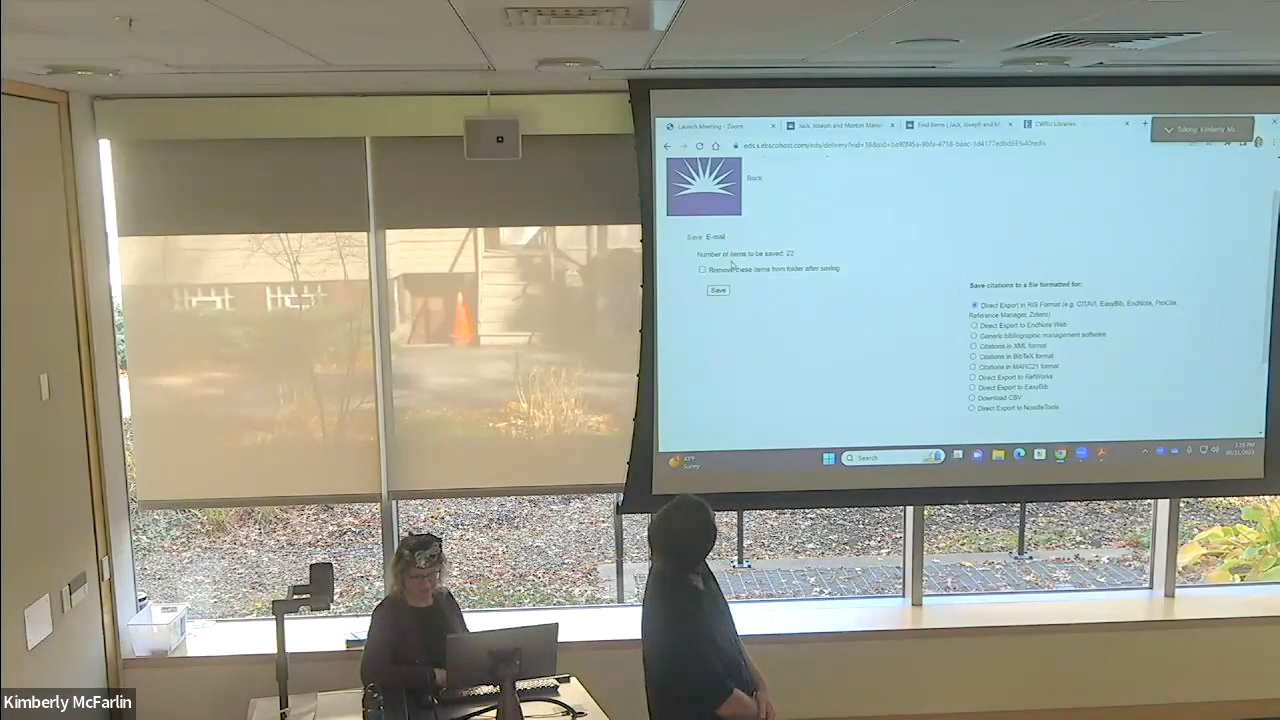 Launch Meeting - Zoom
Jack, Joseph and Morton Mand
Find Items | Jack, Joseph and M
CWRU Libraries
Talking: Kimberly M...
Back
Save E-mail
Number of items to be saved: 22
Remove these items from folder after saving
Save
Save citations to a file formatted for:
Direct Export in RIS Format (e.g. CITAVI, EasyBib, EndNote, ProCite,
Reference Manager, Zotero)
Direct Export to EndNote Web
Generic bibliographic management software
Citations in XML format
Citations in BibTeX format
Citations in MARC21 format
Direct Export to RefWorks
Direct Export to EasyBib
Download CSV
Direct Export to NoodleTools
Sunny
Search
Kimberly McFarlin